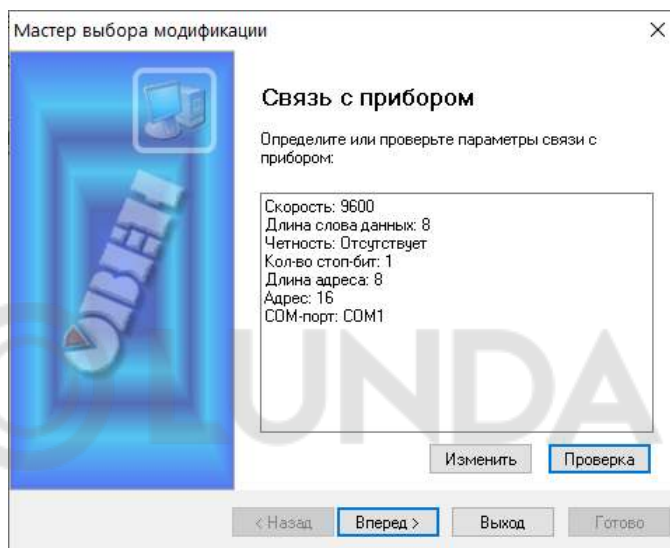 Мастер выбора модификации
Связь с прибором
Определите или проверьте параметры связи с
прибором:
Скорость: 9600
Длина слова данных: 8
Четность: Отсутствует
Кол-во стоп-бит: 1
Длина адреса: 8
Адрес: 16
COM-порт: COM1
ОВЕН
LUNDA
Изменить
Проверка
< Назад
Вперед >
Выход
Готово